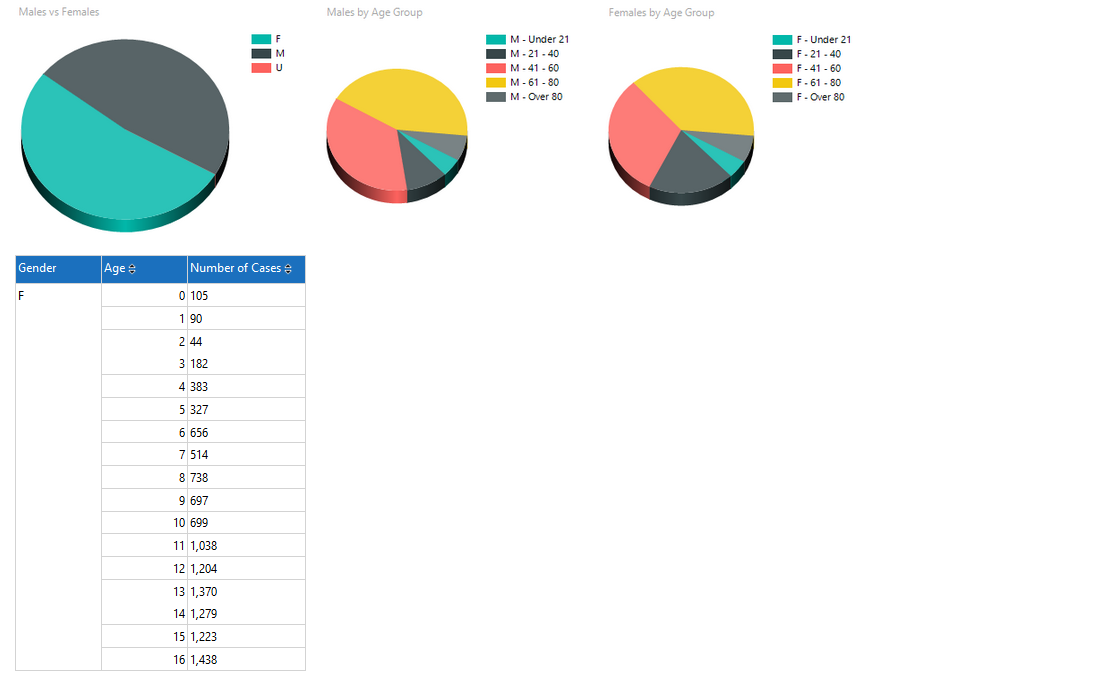 Males vs Females
F
M
U
Males by Age Group
M - Under 21
M - 21 - 40
M - 41 - 60
M - 61 - 80
M - Over 80
Females by Age Group
F - Under 21
F - 21 - 40
F - 41 - 60
F - 61 - 80
F - Over 80
Gender Age Number of Cases
F 0 105
1 90
2 44
3 182
4 383
5 327
6 656
7 514
8 738
9 697
10 699
11 1,038
12 1,204
13 1,370
14 1,279
15 1,223
16 1,438